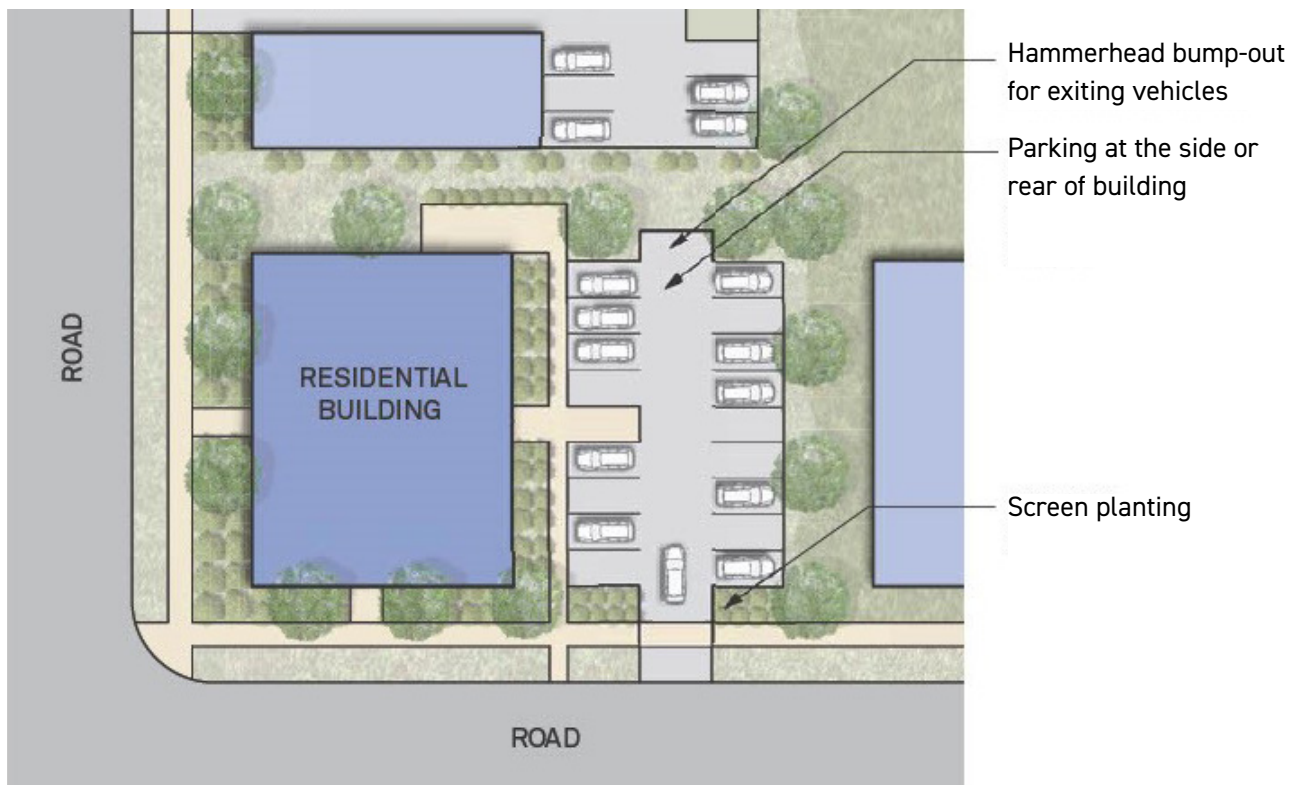 Hammerhead bump-out
for exiting vehicles
Parking at the side or
rear of building
ROAD
RESIDENTIAL
BUILDING
Screen planting
ROAD